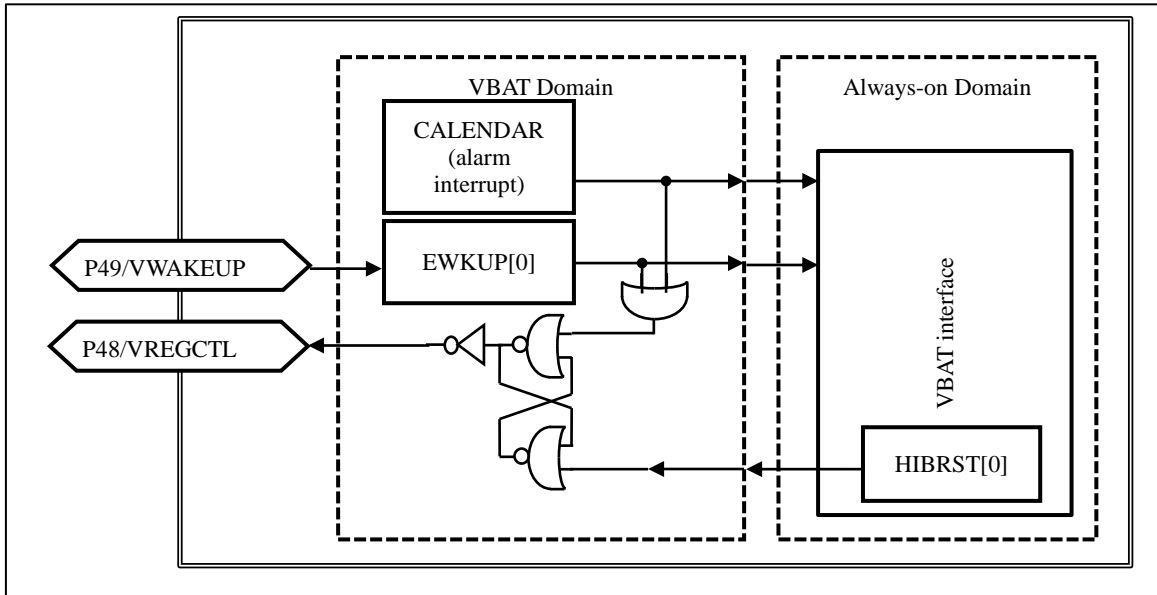 VBAT Domain
Always-on Domain
CALENDAR
(alarm
interrupt)
P49/VWAKEUP
EWKUP[0]
P48/VREGCTL
VBAT interface
HIBRST[0]